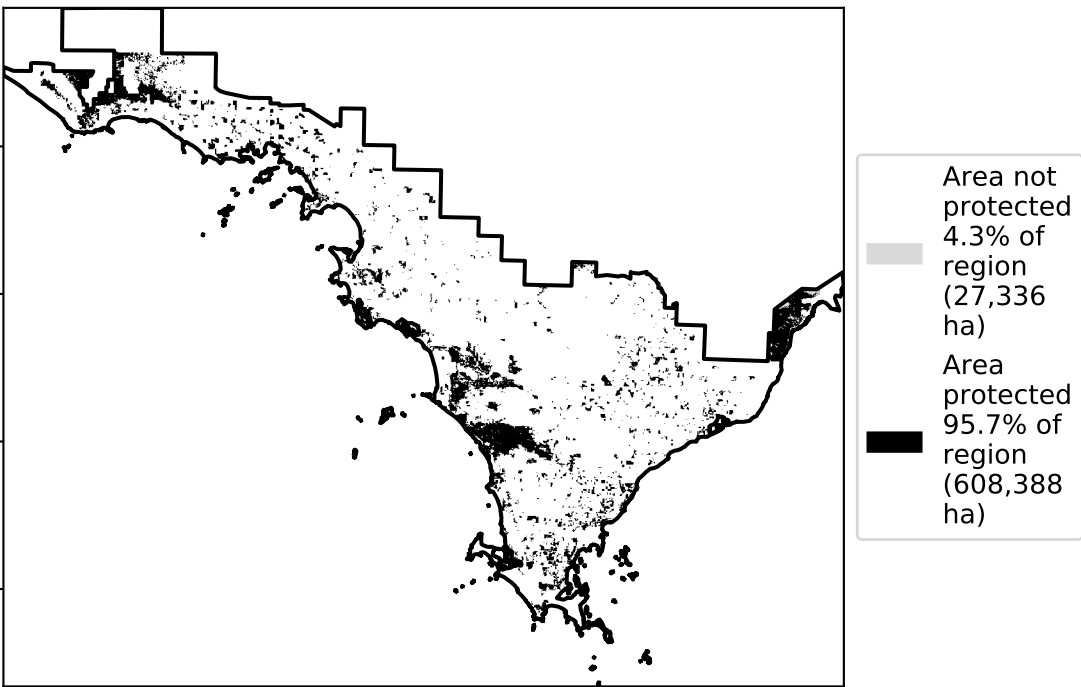 Area not
protected
4.3% of
region
(27,336
ha)
Area
protected
95.7% of
region
(608,388
ha)